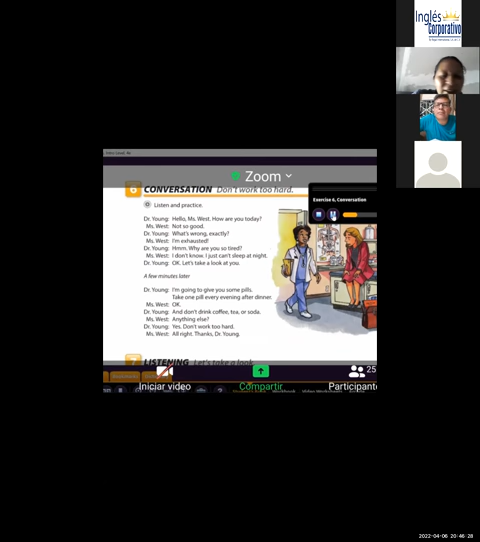 Inglés
Corporativo
Zoom
6 CONVERSATION Don't work too hard.
Exercise 6, Conversation
Listen and practice.
Dr. Young: Hello, Ms. West. How are you today?
Ms. West: Not so good.
Dr. Young: What's wrong, exactly?
Ms. West: I'm exhausted!
Dr. Young: Hmm. Why are you so tired?
Ms. West: I don't know. I just can't sleep at night.
Dr. Young: OK. Let's take a look at you.
A few minutes later
Dr. Young: I'm going to give you some pills.
Take one pill every evening after dinner.
Ms. West: OK.
Dr. Young: And don't drink coffee, tea, or soda.
Ms. West: Anything else?
Dr. Young: Yes. Don't work too hard.
Ms. West: All right. Thanks, Dr. Young.
7 LISTENING Let's take a look
25
Iniciar video
Compartir
Participante
2022-04-06 20:46:28